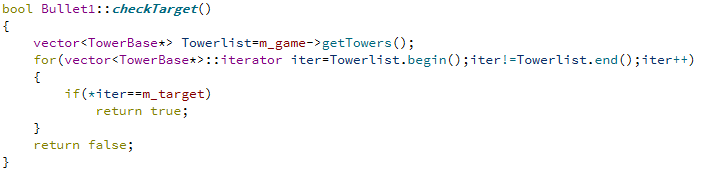 bool Bullet1::checkTarget()
{
    vector<TowerBase*> Towerlist=m_game->getTowers();
    for(vector<TowerBase*>::iterator iter=Towerlist.begin();iter!=Towerlist.end();iter++)
    {
        if(*iter==m_target)
            return true;
    }
    return false;
}